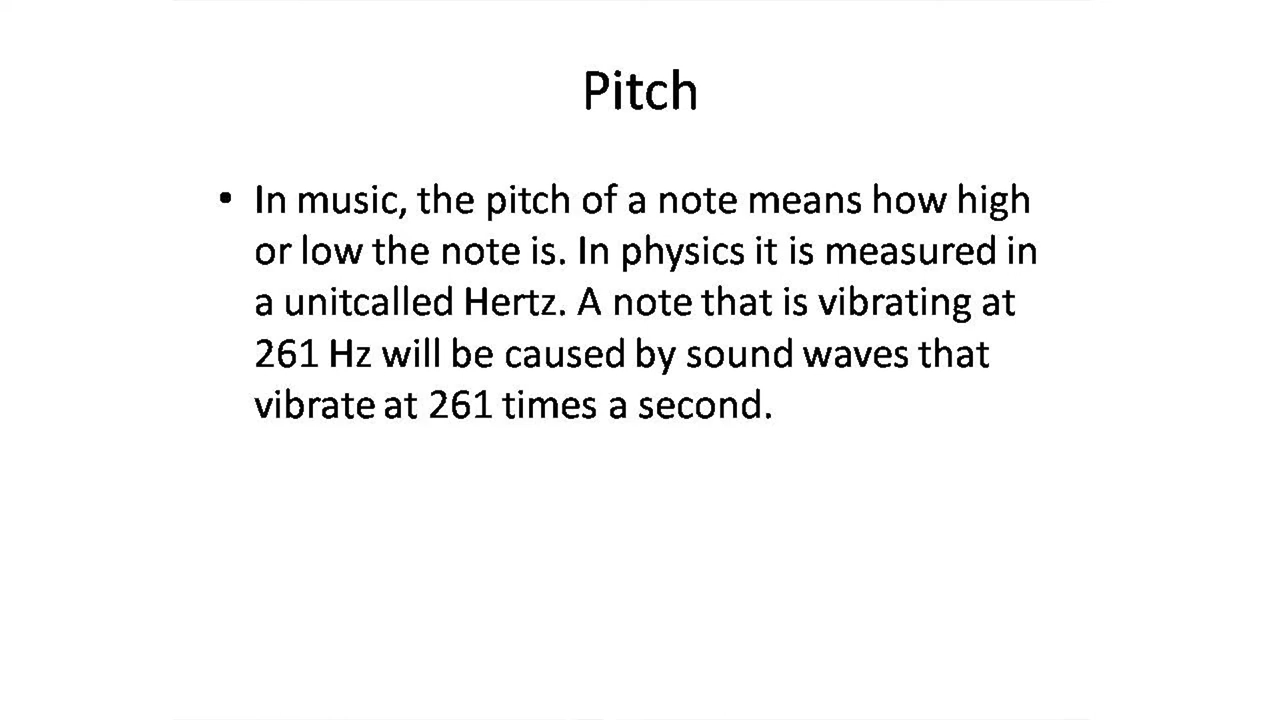 Pitch
• In music, the pitch of a note means how high
or low the note is. In physics it is measured in
a unitcalled Hertz. A note that is vibrating at
261 Hz will be caused by sound waves that
vibrate at 261 times a second.